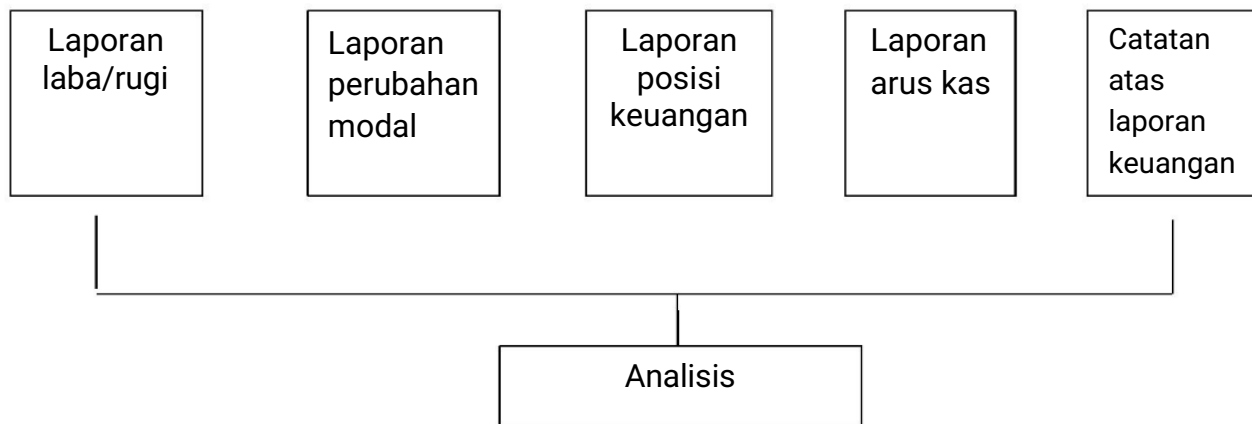 Laporan
laba/rugi
Laporan
perubahan
modal
Laporan
posisi
keuangan
Laporan
arus kas
Catatan
atas
laporan
keuangan
Analisis